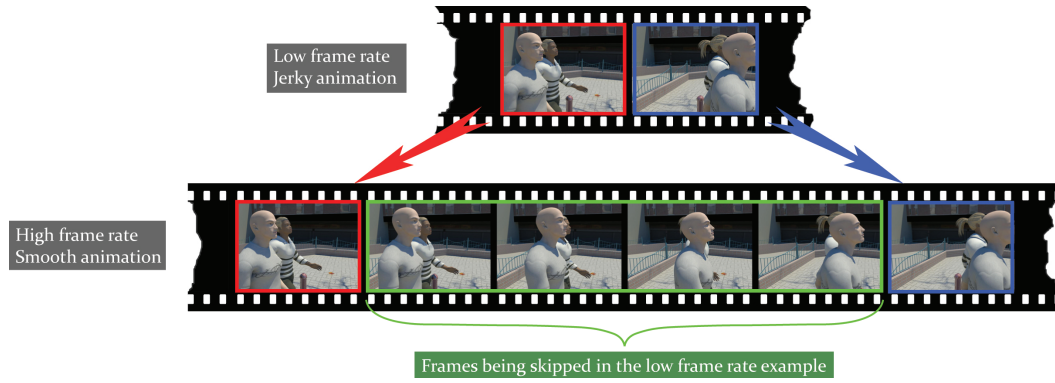 Low frame rate
Jerky animation
High frame rate
Smooth animation
Frames being skipped in the low frame rate example